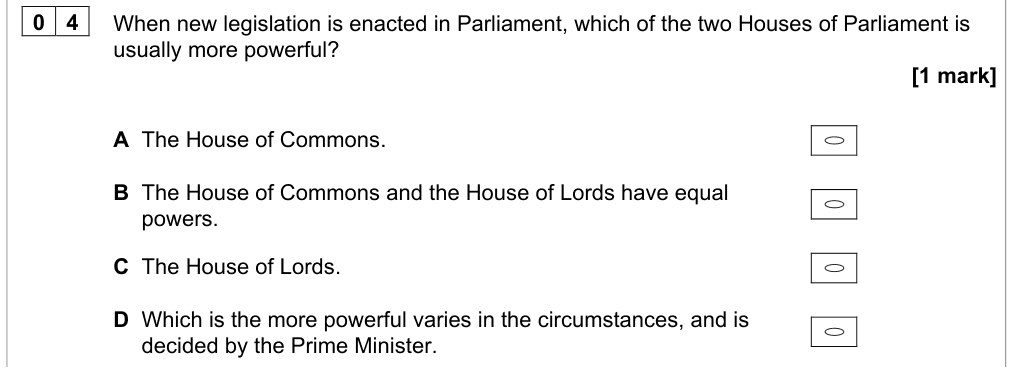 0 4 When new legislation is enacted in Parliament, which of the two Houses of Parliament is
usually more powerful?
[1 mark]
A The House of Commons.
B The House of Commons and the House of Lords have equal
powers.
C The House of Lords.
D Which is the more powerful varies in the circumstances, and is
decided by the Prime Minister.